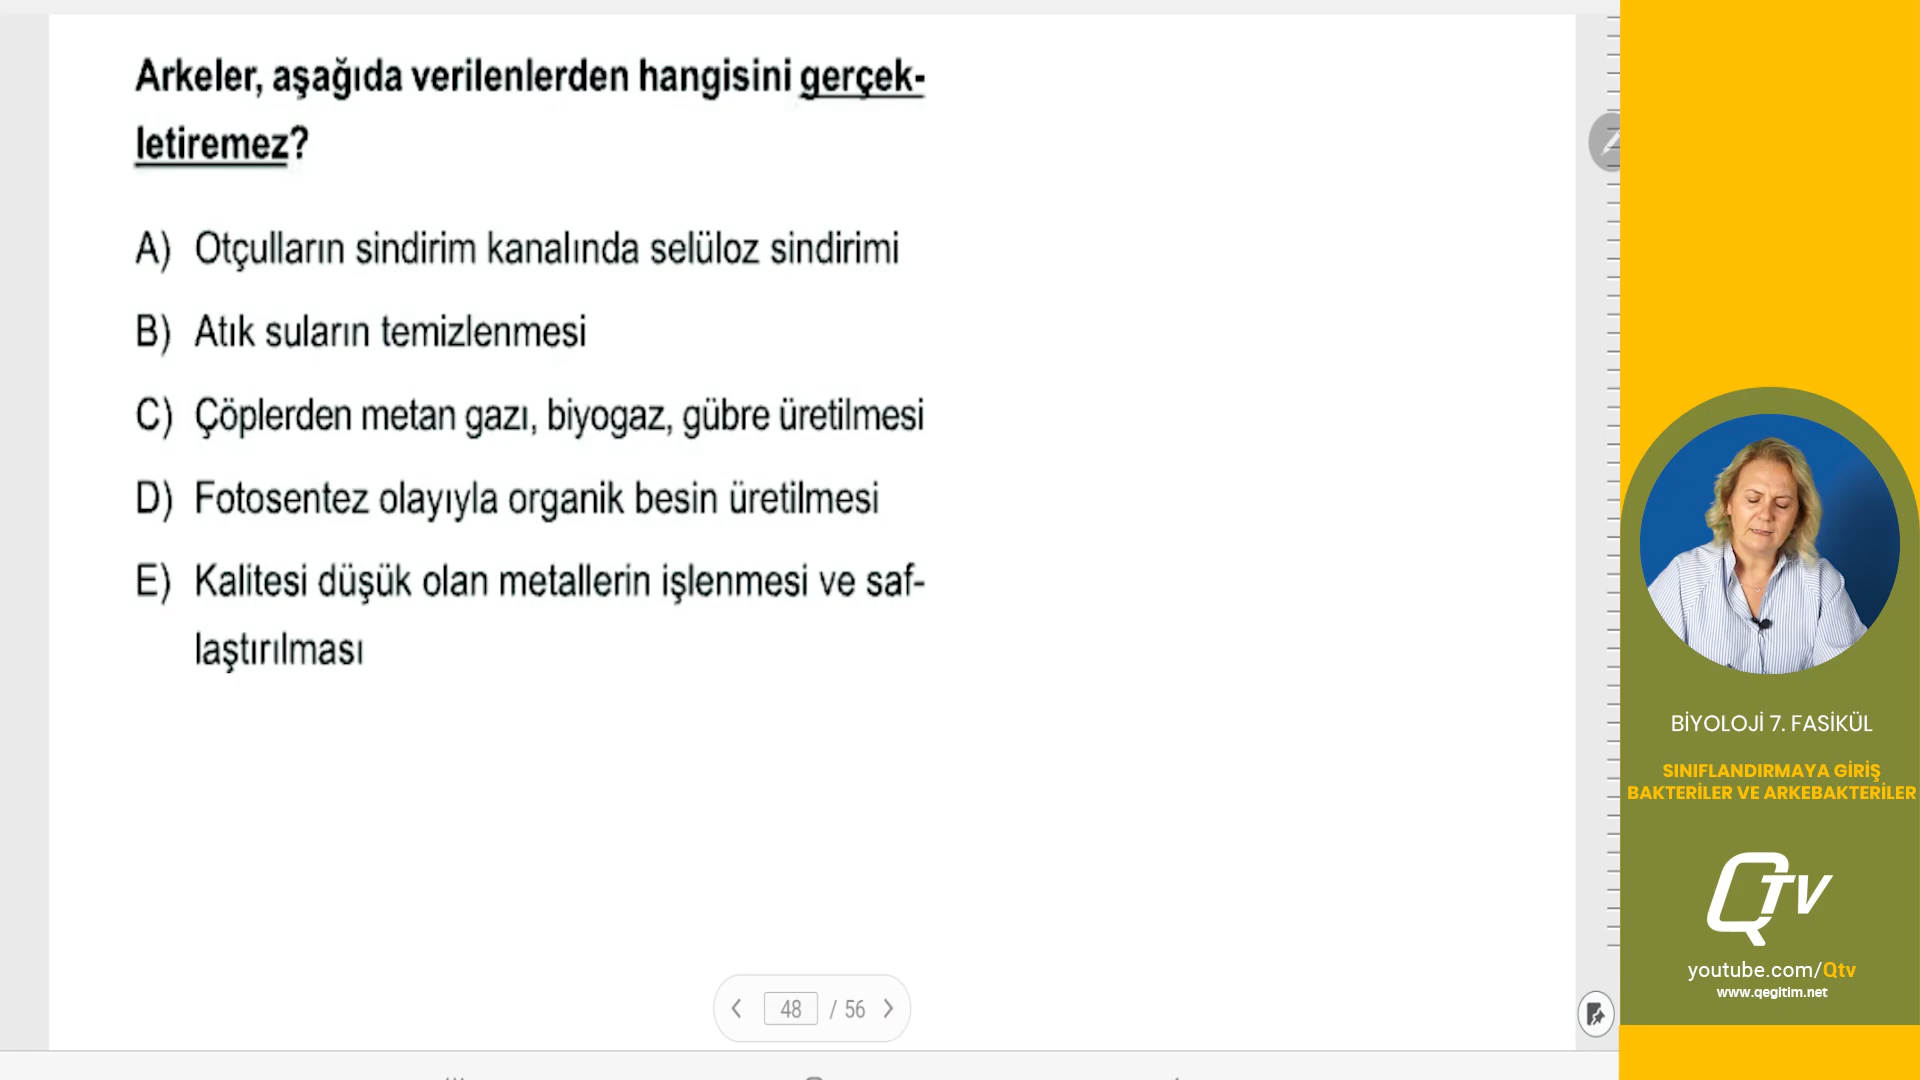 Arkeler, aşağıda verilenlerden hangisini gerçek-
letiremez?
A) Otçulların sindirim kanalında selüloz sindirimi
B) Atık suların temizlenmesi
C) Çöplerden metan gazı, biyogaz, gübre üretilmesi
D) Fotosentez olayıyla organik besin üretilmesi
E) Kalitesi düşük olan metallerin işlenmesi ve saf-
laştırılması
48 / 56
BİYOLOJİ 7. FASİKÜL
SINIFLANDIRMAYA GİRİŞ
BAKTERİLER VE ARKEBAKTERİLER
QTV
youtube.com/Qtv
www.qegitim.net